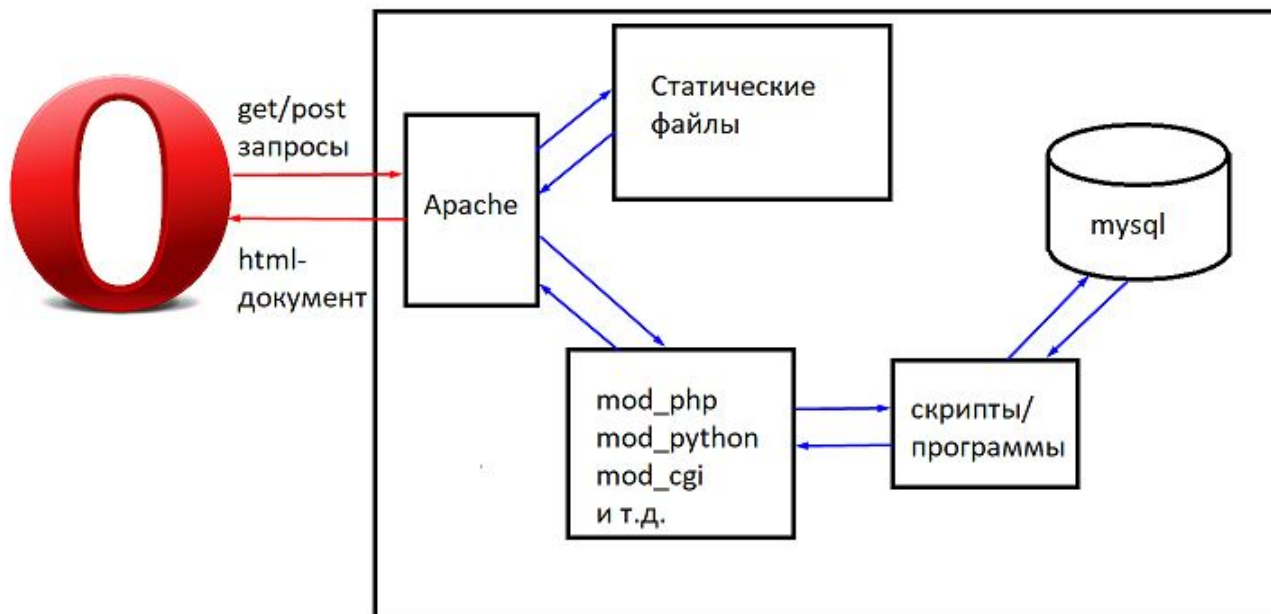 get/post
запросы
html-
документ
Apache
Статические
файлы
mysql
mod_php
mod_python
mod_cgi
и т.д.
скрипты/
программы